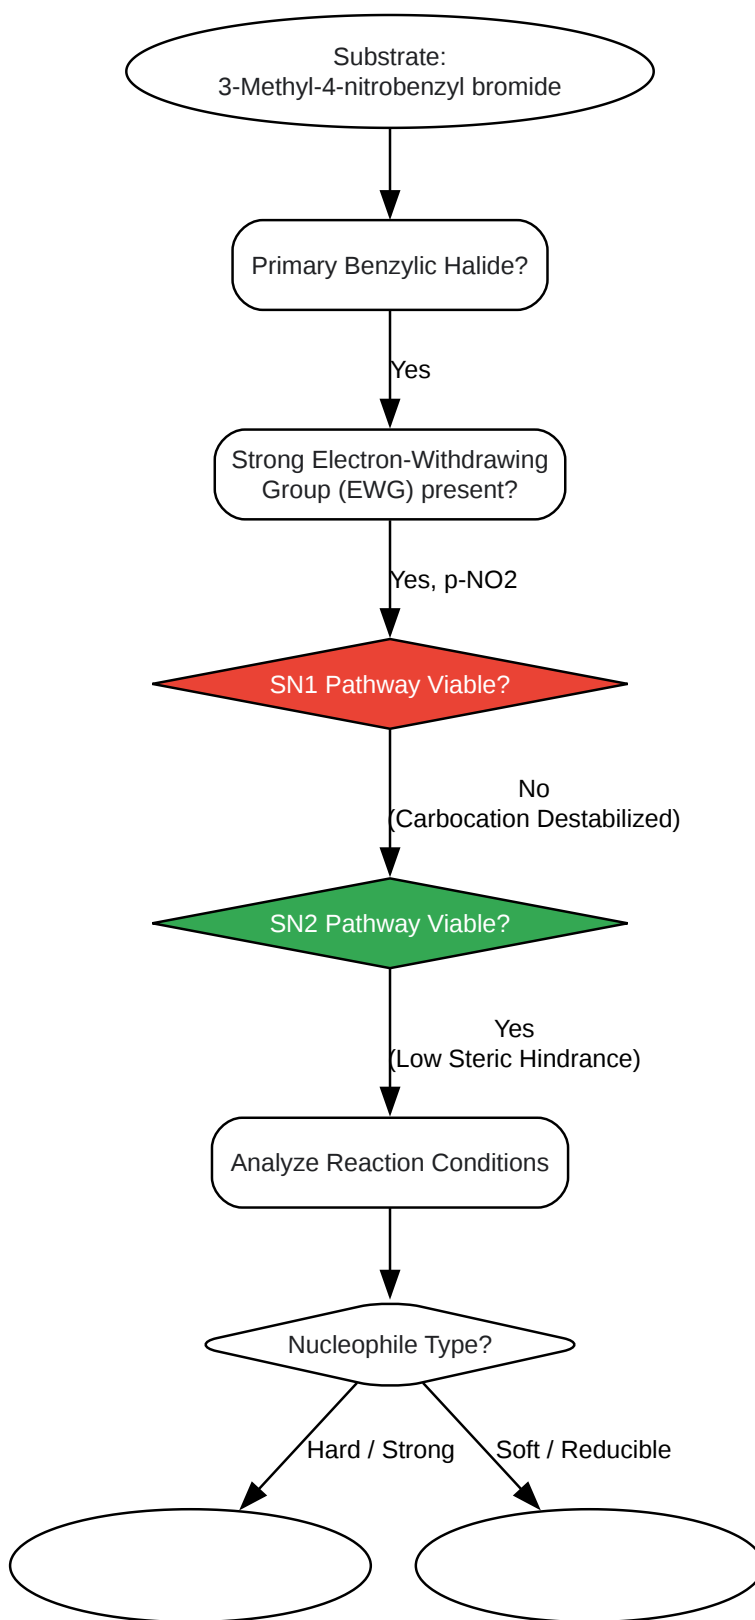 Substrate:
3-Methyl-4-nitrobenzyl bromide
Primary Benzylic Halide?
Yes
Strong Electron-Withdrawing
Group (EWG) present?
Yes, p-NO2
SN1 Pathway Viable?
No
(Carbocation Destabilized)
SN2 Pathway Viable?
Yes
(Low Steric Hindrance)
Analyze Reaction Conditions
Nucleophile Type?
Hard / Strong
Soft / Reducible